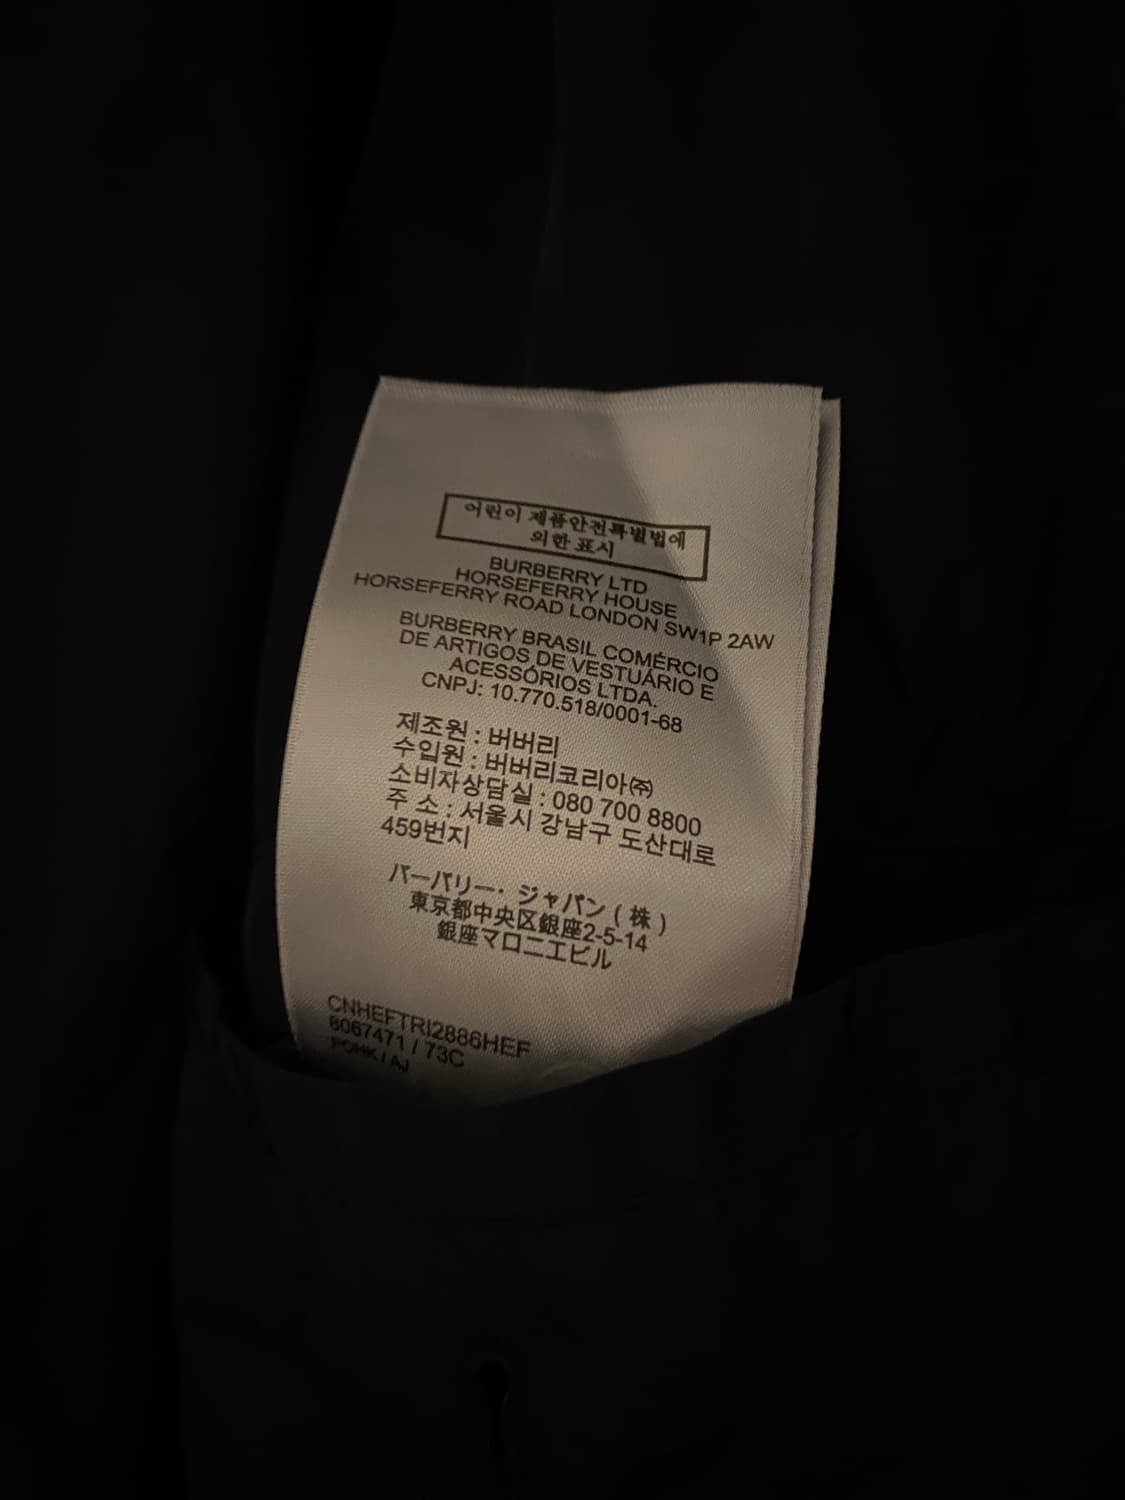 어린이 제품안전특별법에
의한 표시
BURBERRY LTD
HORSEFERRY HOUSE
HORSEFERRY ROAD LONDON SW1P 2AW
BURBERRY BRASIL COMÉRCIO
DE ARTIGOS DE VESTUÁRIO E
ACESSÓRIOS LTDA.
CNPJ: 10.770.518/0001-68
제조원 : 버버리
수입원 : 버버리코리아㈜
소비자상담실 : 080 700 8800
주 소 : 서울시 강남구 도산대로
459번지
バーバリー・ジャパン ( 株 )
東京都中央区銀座2-5-14
銀座マロニエビル
CNHEFTRI2886HEF
8067471 / 73C
/ AJ